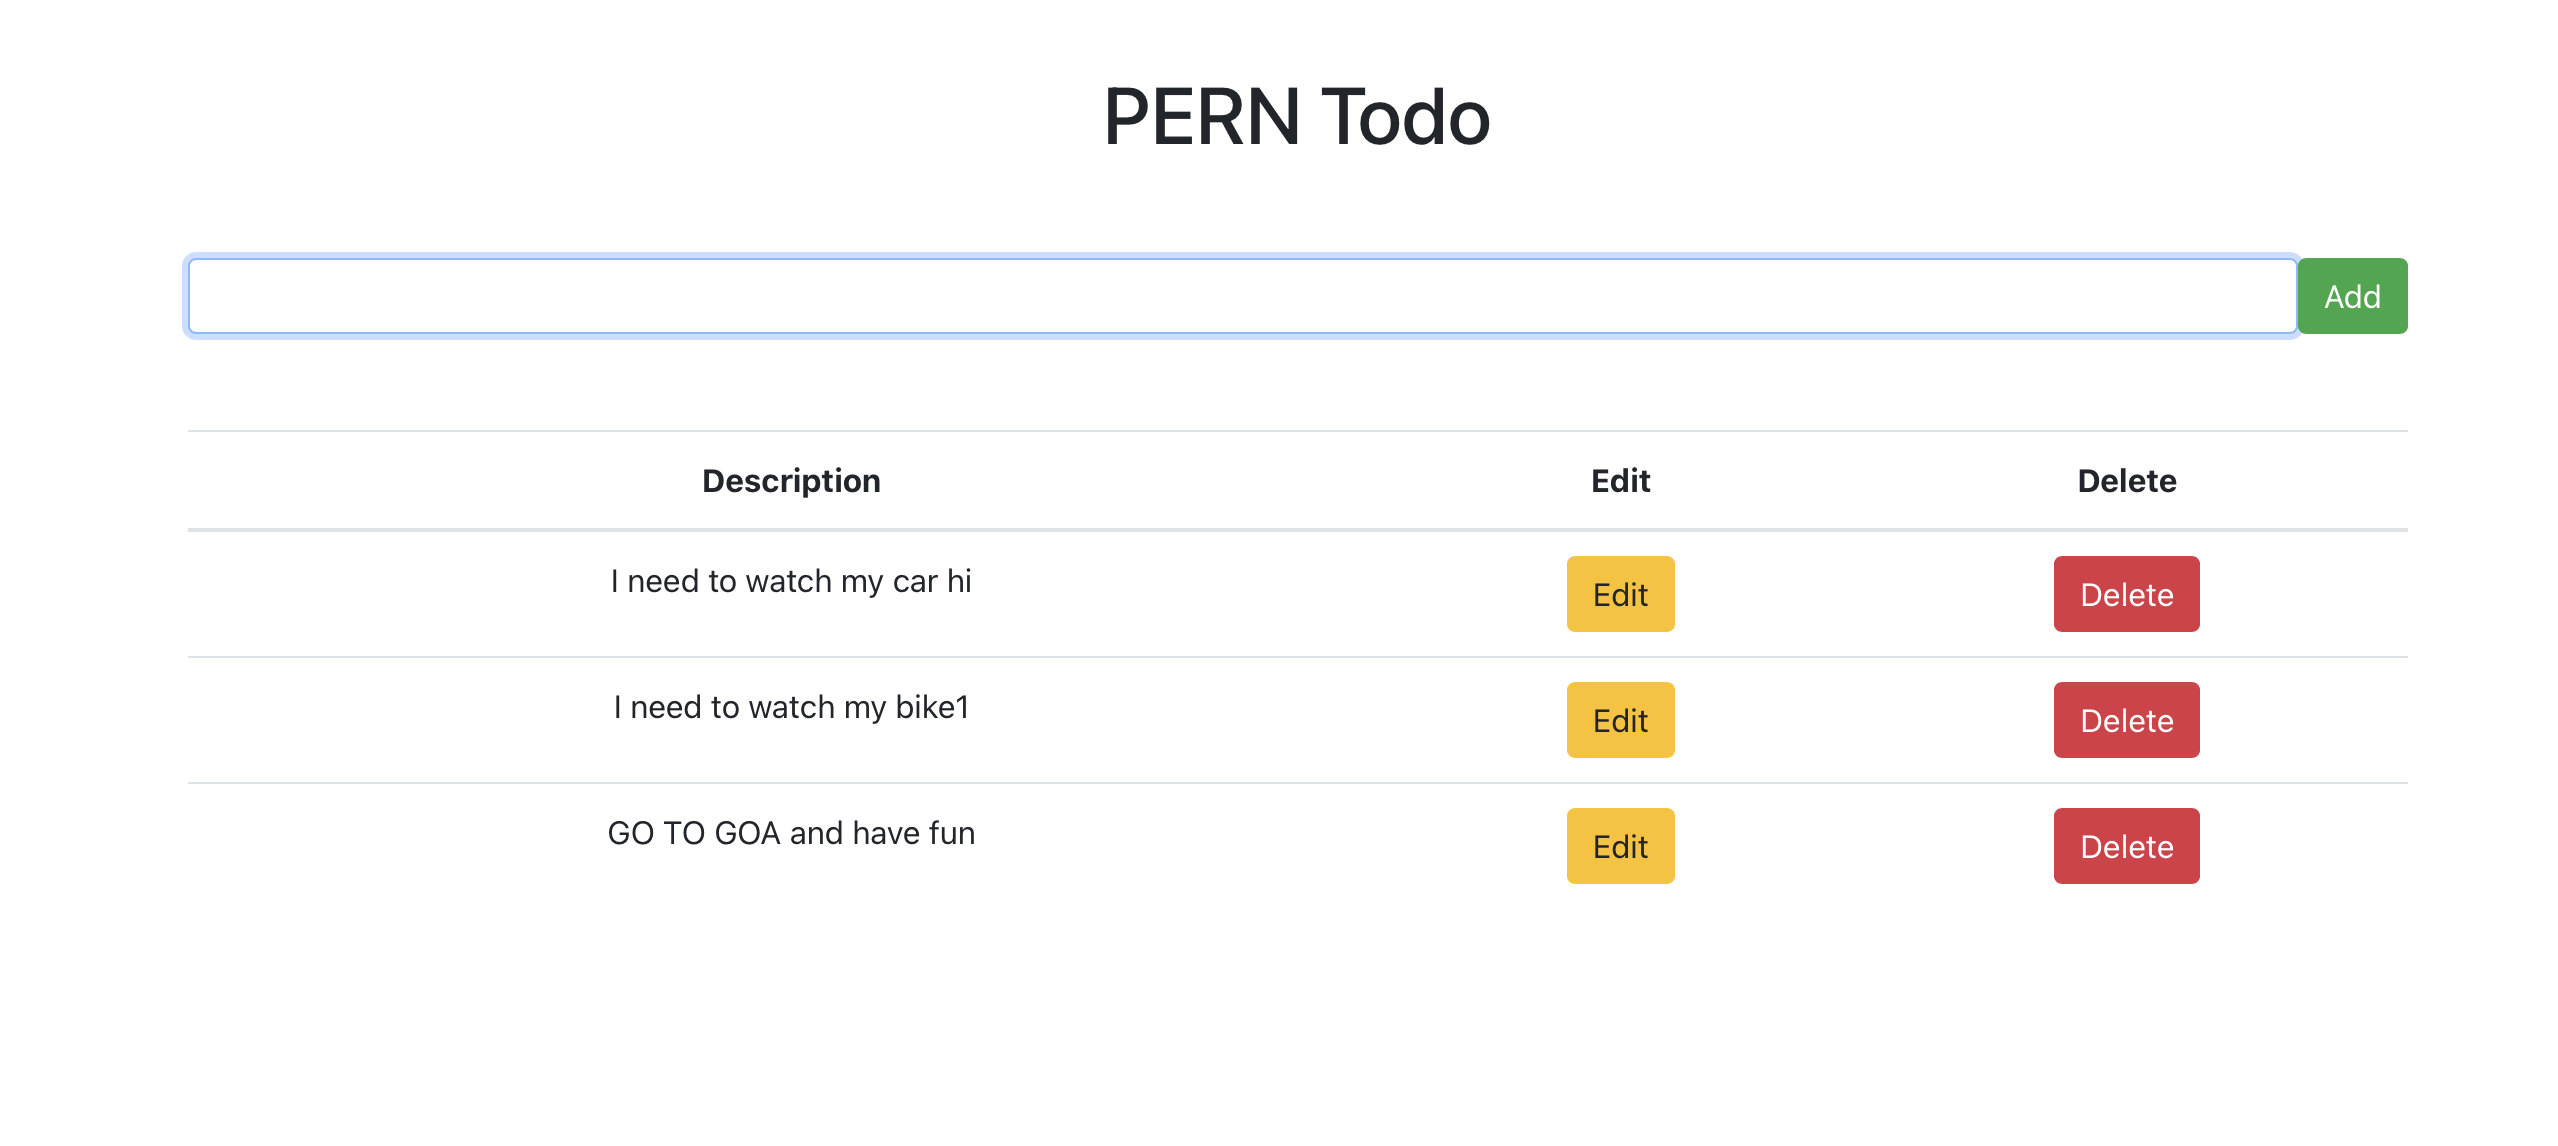 PERN Todo
Add
Description Edit Delete
I need to watch my car hi Edit Delete
I need to watch my bike1 Edit Delete
GO TO GOA and have fun Edit Delete